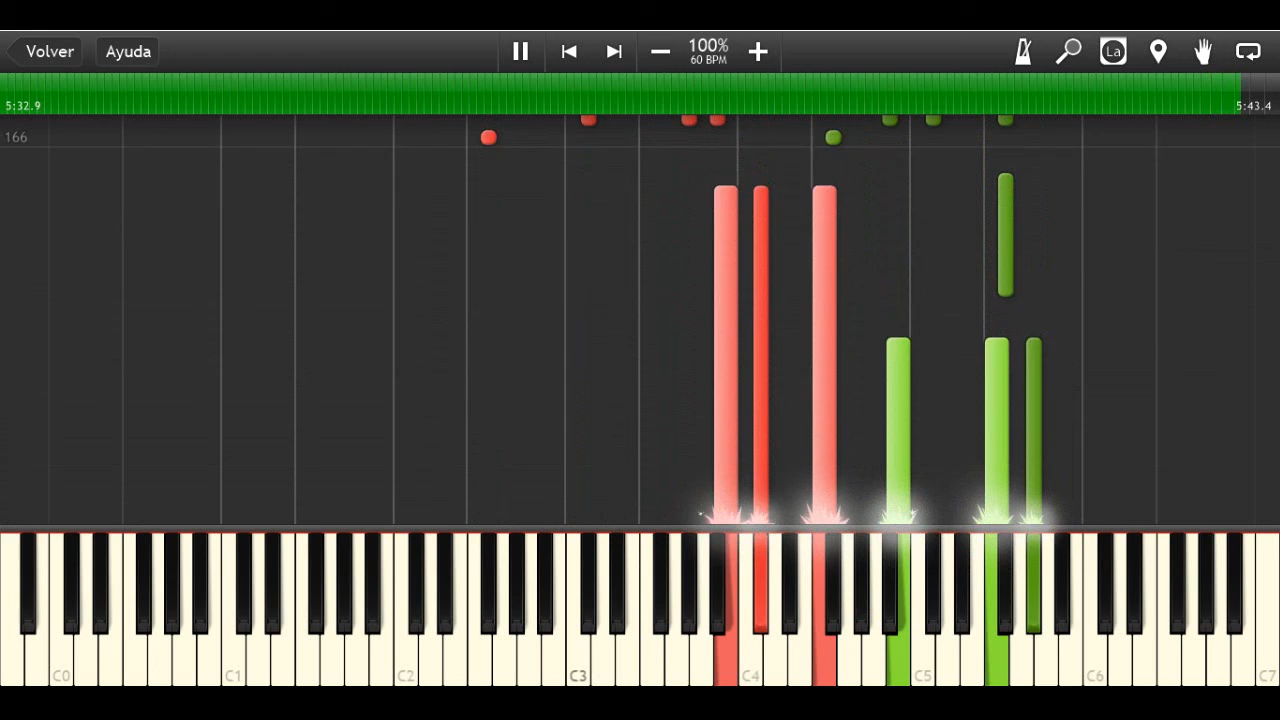 Volver Ayuda 100% La
60 BPM
5:32.9 5:43.4
166
C0 C1 C2 C3 C4 C5 C6 C7